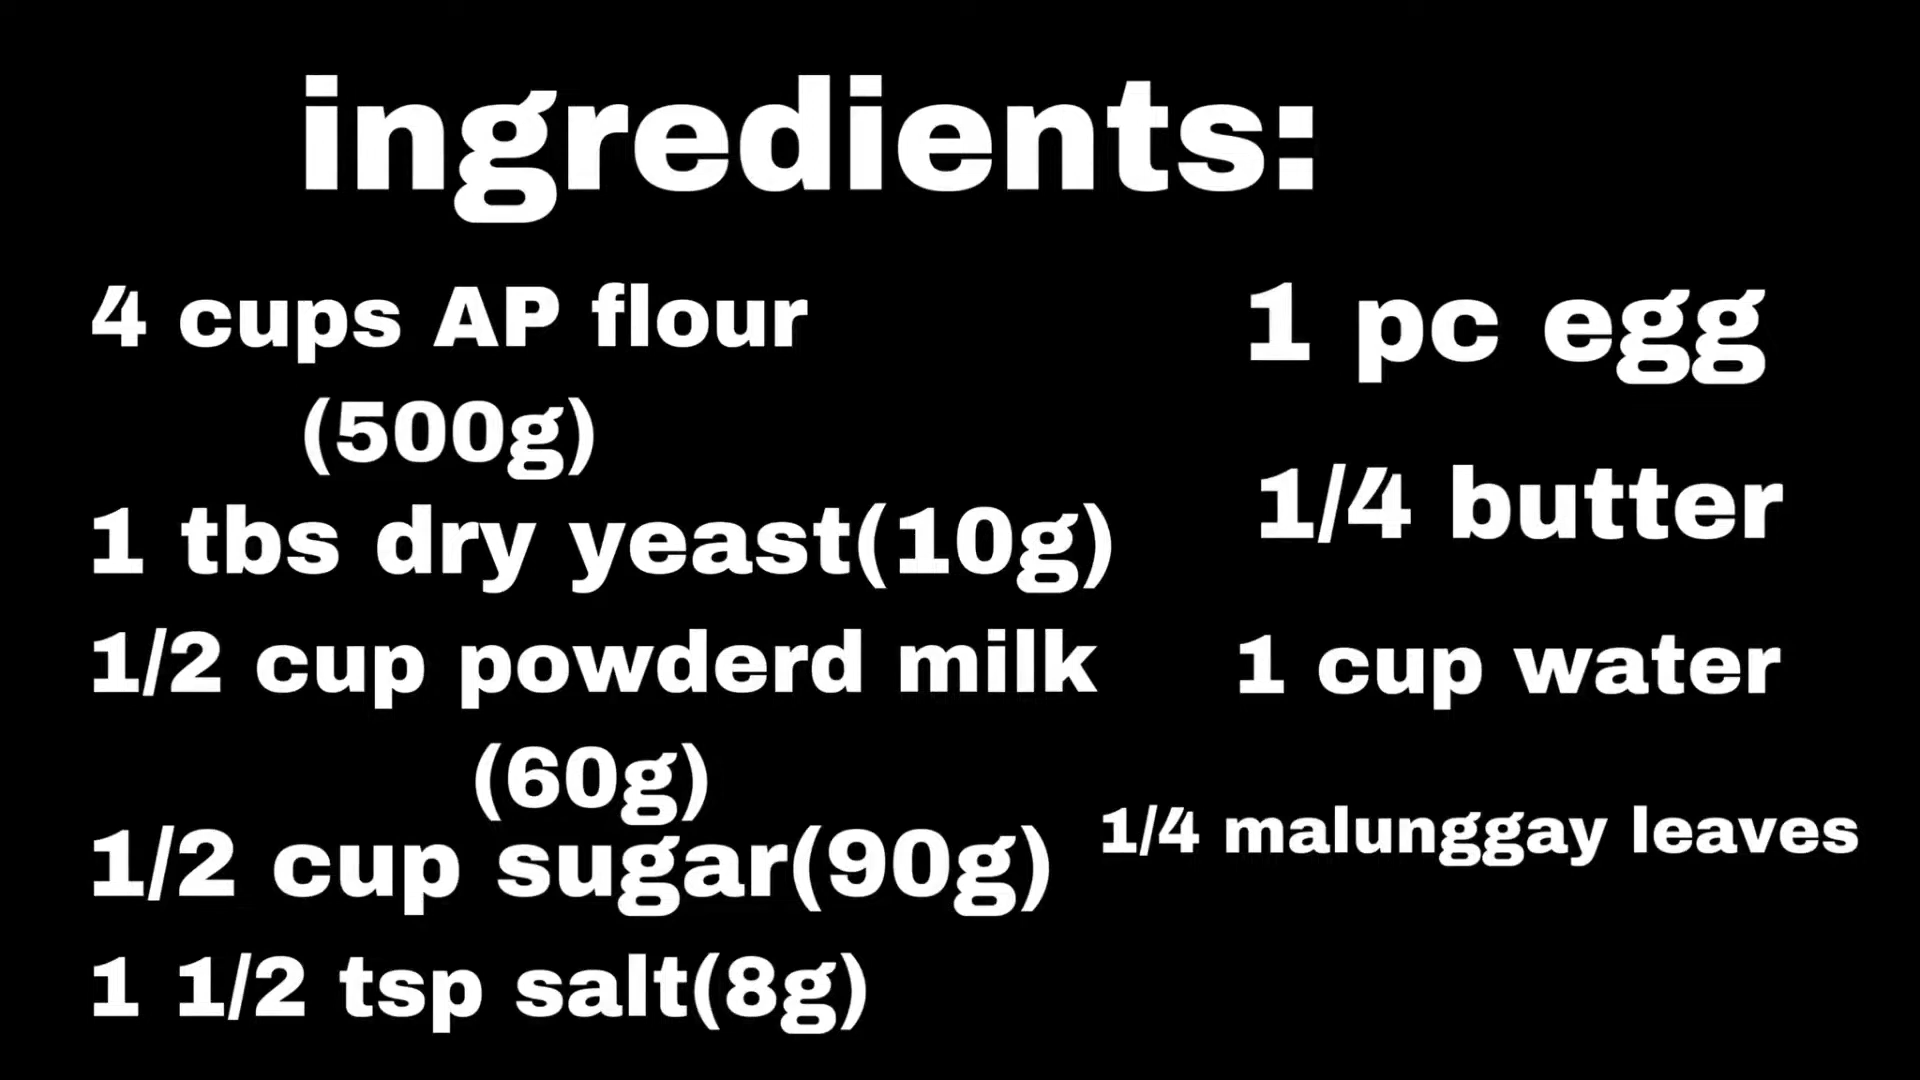 ingredients:
4 cups AP flour
(500g)
1 tbs dry yeast(10g)
1/2 cup powderd milk
(60g)
1/2 cup sugar(90g)
1 1/2 tsp salt(8g)
1 pc egg
1/4 butter
1 cup water
1/4 malunggay leaves